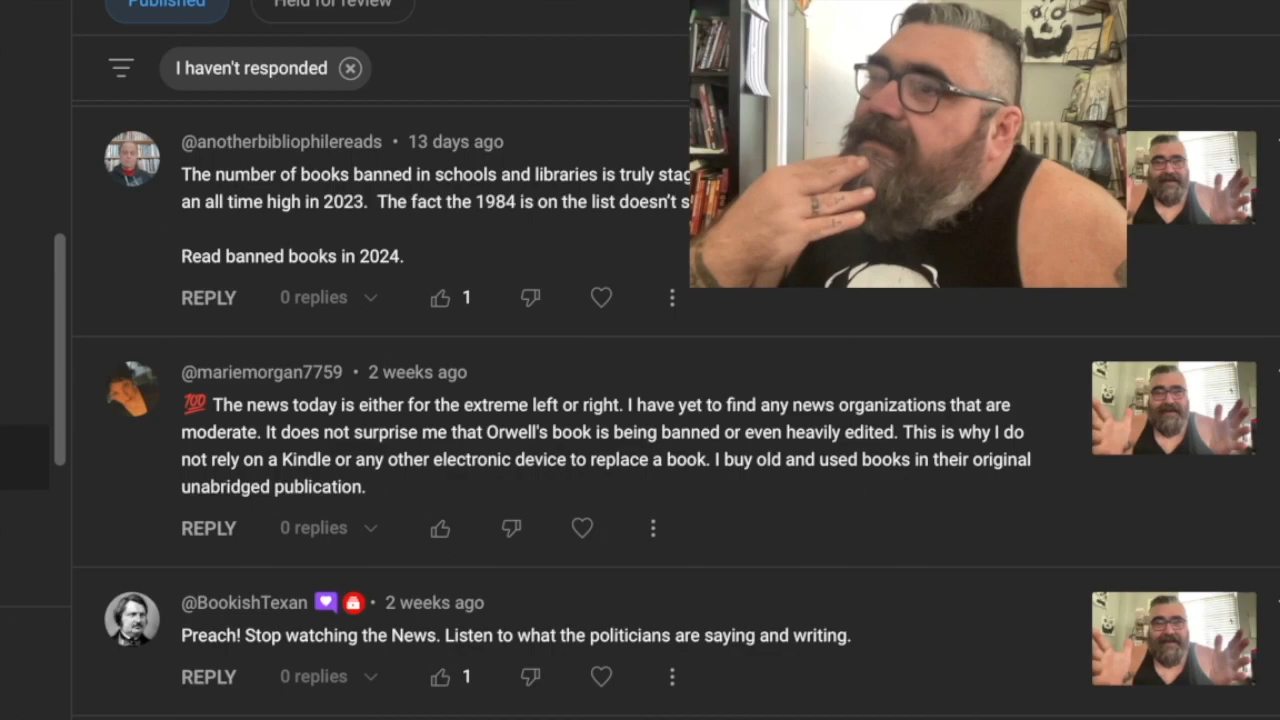 Published
Held for review
I haven't responded
@anotherbibliophilereads • 13 days ago
The number of books banned in schools and libraries is truly
an all time high in 2023. The fact the 1984 is on the list doesn't
Read banned books in 2024.
REPLY 0 replies 1
@mariemorgan7759 • 2 weeks ago
💯 The news today is either for the extreme left or right. I have yet to find any news organizations that are
moderate. It does not surprise me that Orwell's book is being banned or even heavily edited. This is why I do
not rely on a Kindle or any other electronic device to replace a book. I buy old and used books in their original
unabridged publication.
REPLY 0 replies
@BookishTexan • 2 weeks ago
Preach! Stop watching the News. Listen to what the politicians are saying and writing.
REPLY 0 replies 1